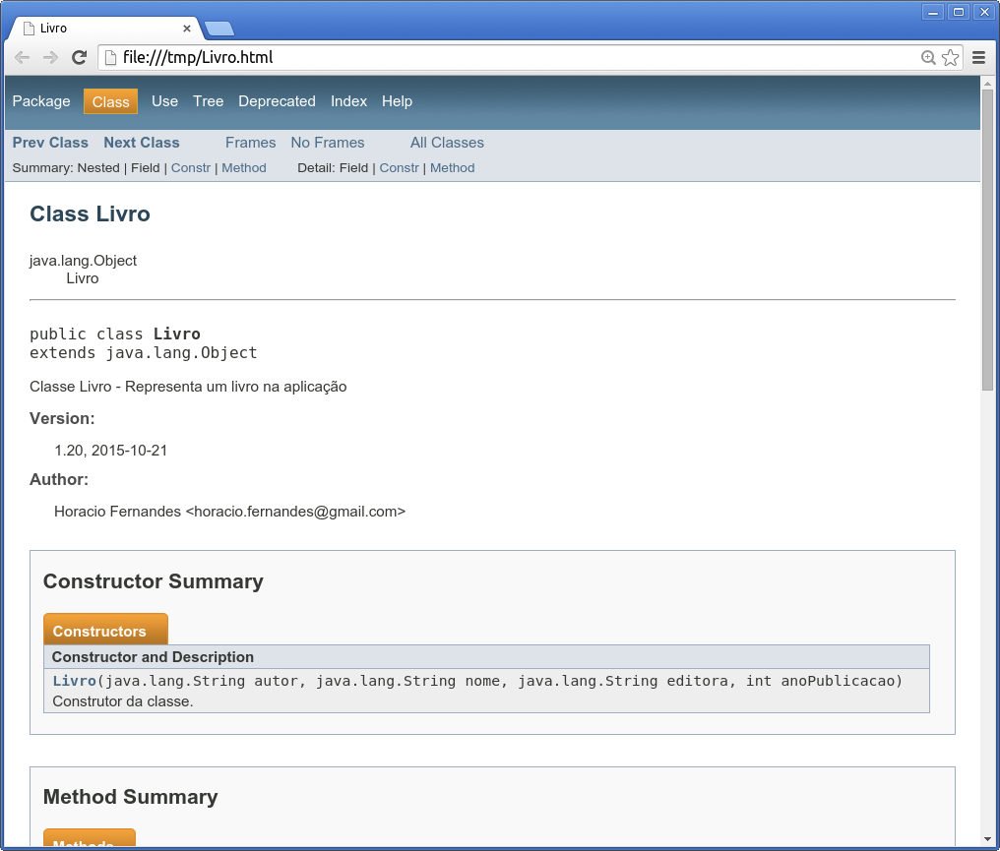 Livro
file:///tmp/Livro.html
Package Class Use Tree Deprecated Index Help
Prev Class Next Class Frames No Frames All Classes
Summary: Nested | Field | Constr | Method Detail: Field | Constr | Method
Class Livro
java.lang.Object
Livro
public class Livro
extends java.lang.Object
Classe Livro - Representa um livro na aplicação
Version:
1.20, 2015-10-21
Author:
Horacio Fernandes <horacio.fernandes@gmail.com>
Constructor Summary
Constructors
Constructor and Description
Livro(java.lang.String autor, java.lang.String nome, java.lang.String editora, int anoPublicacao)
Construtor da classe.
Method Summary
Methods